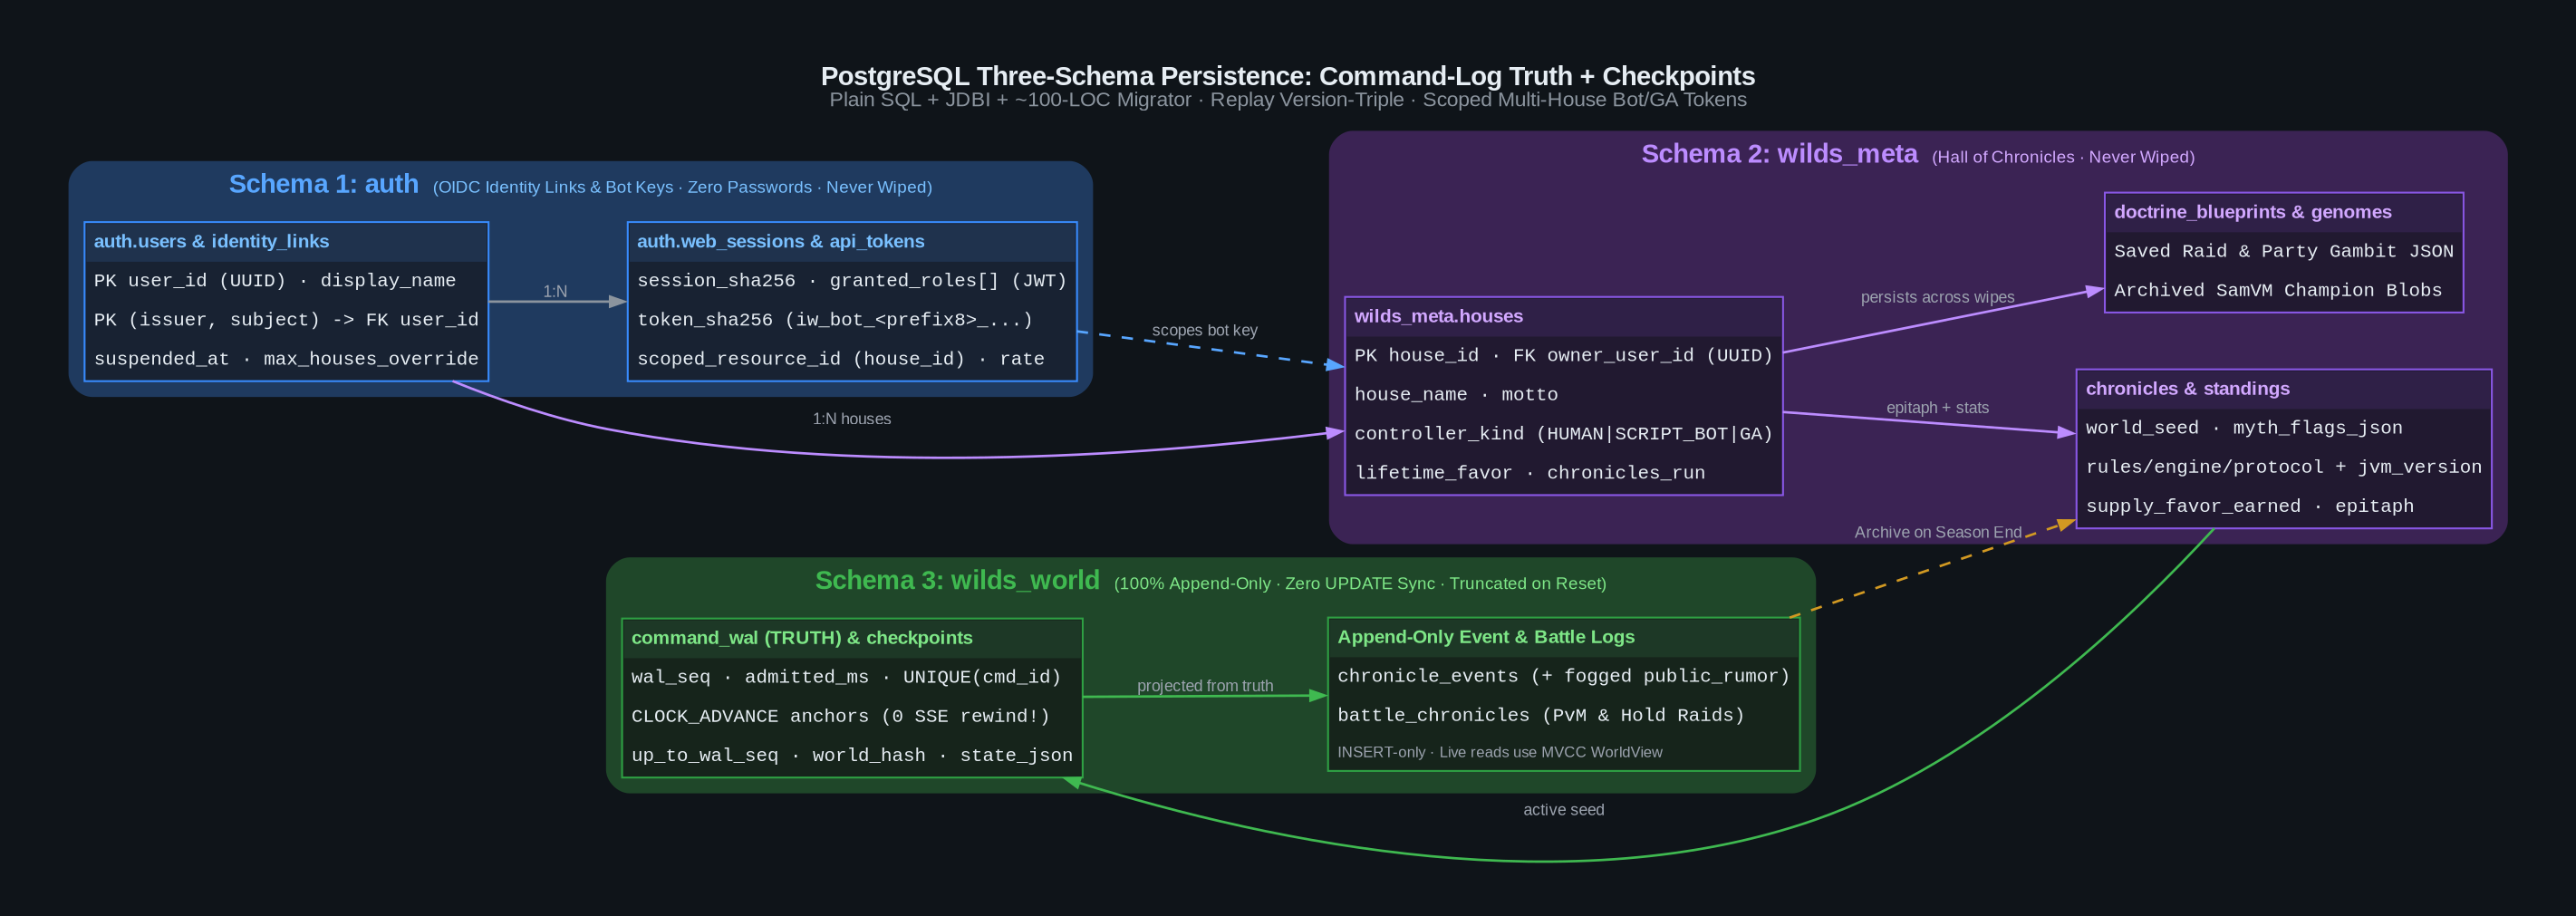 PostgreSQL Three-Schema Persistence: Command-Log Truth + Checkpoints
Plain SQL + JDBI + ~100-LOC Migrator · Replay Version-Triple · Scoped Multi-House Bot/GA Tokens
Schema 1: auth (OIDC Identity Links & Bot Keys · Zero Passwords · Never Wiped)
auth.users & identity_links
PK user_id (UUID) · display_name
PK (issuer, subject) -> FK user_id
suspended_at · max_houses_override
1:N
auth.web_sessions & api_tokens
session_sha256 · granted_roles[] (JWT)
token_sha256 (iw_bot_<prefix8>_...)
scoped_resource_id (house_id) · rate
scopes bot key
1:N houses
Schema 2: wilds_meta (Hall of Chronicles · Never Wiped)
wilds_meta.houses
PK house_id · FK owner_user_id (UUID)
house_name · motto
controller_kind (HUMAN|SCRIPT_BOT|GA)
lifetime_favor · chronicles_run
persists across wipes
epitaph + stats
doctrine_blueprints & genomes
Saved Raid & Party Gambit JSON
Archived SamVM Champion Blobs
chronicles & standings
world_seed · myth_flags_json
rules/engine/protocol + jvm_version
supply_favor_earned · epitaph
Archive on Season End
Schema 3: wilds_world (100% Append-Only · Zero UPDATE Sync · Truncated on Reset)
command_wal (TRUTH) & checkpoints
wal_seq · admitted_ms · UNIQUE(cmd_id)
CLOCK_ADVANCE anchors (0 SSE rewind!)
up_to_wal_seq · world_hash · state_json
projected from truth
Append-Only Event & Battle Logs
chronicle_events (+ fogged public_rumor)
battle_chronicles (PvM & Hold Raids)
INSERT-only · Live reads use MVCC WorldView
active seed